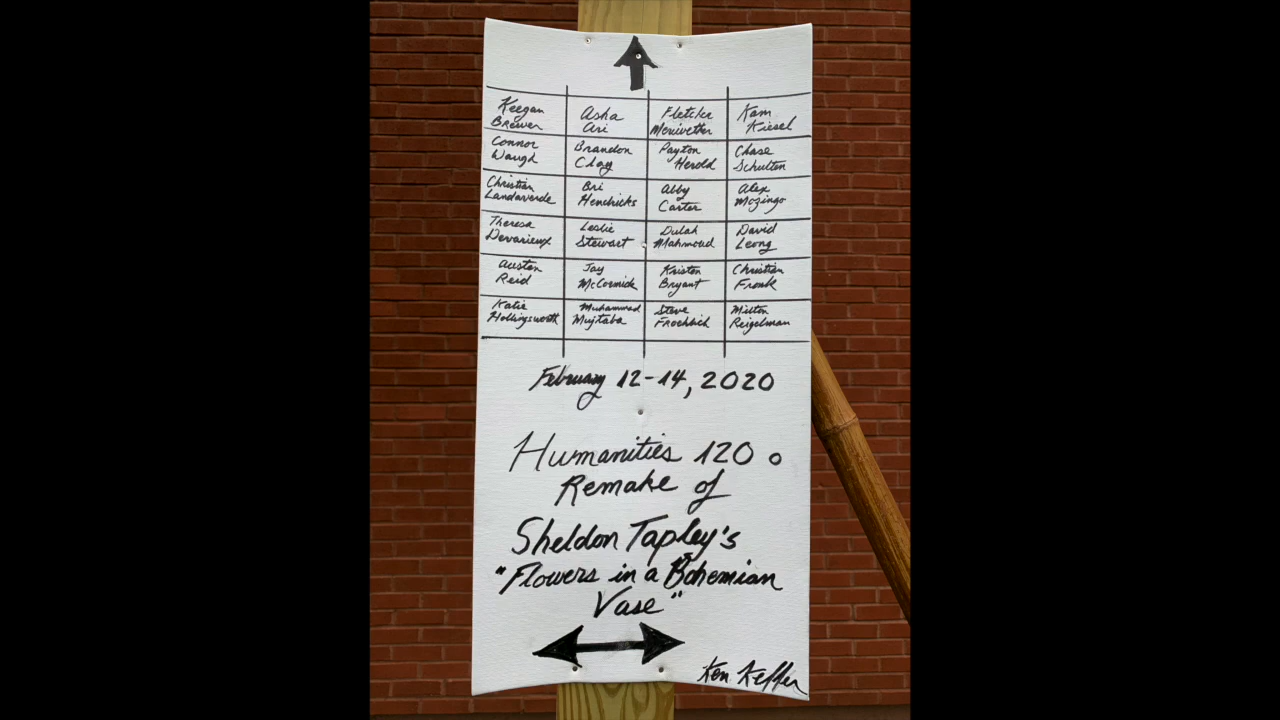 Keegan Brewer
Asha Ari
Fletcher Meriwether
Kam Kiesel
Connor Waugh
Brandon Clay
Payton Herold
Chase Schulten
Christian Landaverde
Bri Hendricks
Abby Carter
Alex Mozingo
Theresa Devarieux
Leslie Stewart
Dulah Mahmoud
David Leong
Austen Reid
Jay McCormick
Kristen Bryant
Christian Fronk
Katie Hollingsworth
Muhammad Mujtaba
Steve Froehlich
Milton Reigelman
February 12-14, 2020
Humanities 120
Remake of
Sheldon Tapley's
"Flowers in a Bohemian
Vase"
Ken Keffer